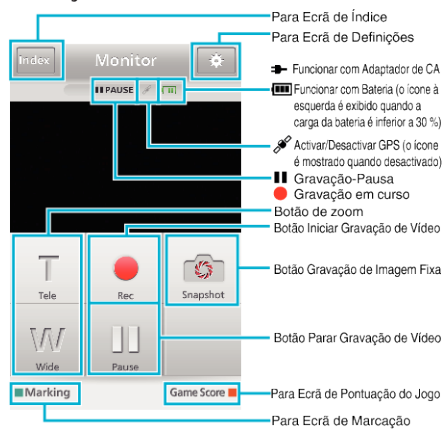 Para Ecrã de Índice
Para Ecrã de Definições
Index
Monitor
PAUSE
Funcionar com Adaptador de CA
Funcionar com Bateria (o ícone à
esquerda é exibido quando a
carga da bateria é inferior a 30 %)
Activar/Desactivar GPS (o ícone
é mostrado quando desactivado)
Gravação-Pausa
Gravação em curso
Botão de zoom
Botão Iniciar Gravação de Vídeo
T
Tele
Rec
Snapshot
Botão Gravação de Imagem Fixa
W
Wide
Pause
Botão Parar Gravação de Vídeo
Marking
Game Score
Para Ecrã de Pontuação do Jogo
Para Ecrã de Marcação